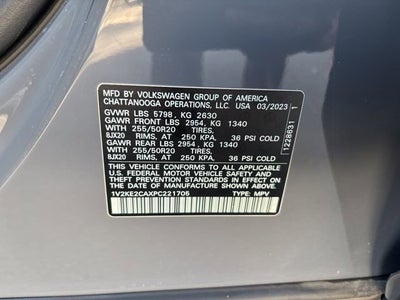 MFD BY VOLKSWAGEN GROUP OF AMERICA
CHATTANOOGA OPERATIONS, LLC. USA 03/2023
GVWR LBS 5798, KG 2630
GAWR FRONT LBS 2954, KG 1340
WITH 255/50R20 TIRES,
8JX20 RIMS, AT 250 KPA, 36 PSI COLD
GAWR REAR LBS 2954, KG 1340
WITH 255/50R20 TIRES,
8JX20 RIMS, AT 250 KPA, 36 PSI COLD
THIS VEHICLE CONFORMS TO ALL APPLICABLE
U.S. FEDERAL MOTOR VEHICLE SAFETY STANDARDS
IN EFFECT ON THE DATE OF MANUFACTURE SHOWN ABOVE.
1V2KE2CAXPC221705 TYPE: MPV
1228631 1